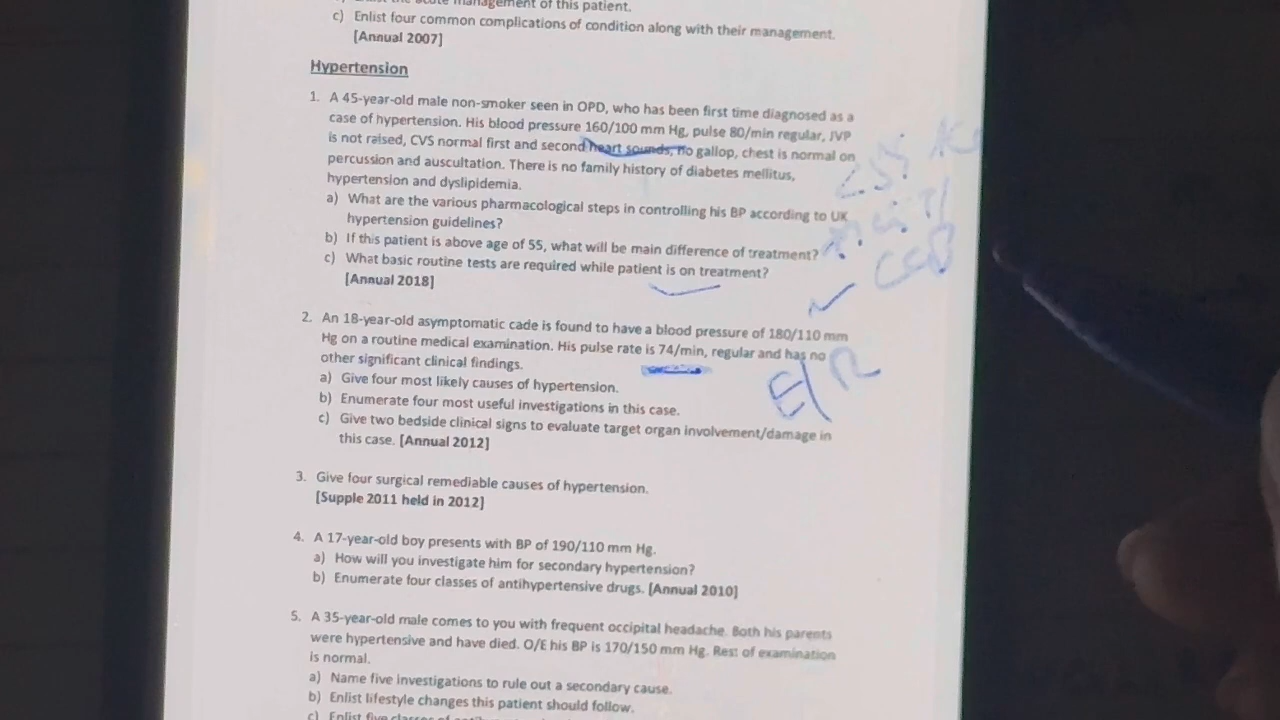 management of this patient.
c) Enlist four common complications of condition along with their management.
[Annual 2007]
Hypertension
1. A 45-year-old male non-smoker seen in OPD, who has been first time diagnosed as a
case of hypertension. His blood pressure 160/100 mm Hg, pulse 80/min regular, JVP
is not raised, CVS normal first and second heart sounds, no gallop, chest is normal on
percussion and auscultation. There is no family history of diabetes mellitus,
hypertension and dyslipidemia.
a) What are the various pharmacological steps in controlling his BP according to UK
hypertension guidelines?
b) If this patient is above age of 55, what will be main difference of treatment?
c) What basic routine tests are required while patient is on treatment?
[Annual 2018]
2. An 18-year-old asymptomatic cade is found to have a blood pressure of 180/110 mm
Hg on a routine medical examination. His pulse rate is 74/min, regular and has no
other significant clinical findings.
E/R
a) Give four most likely causes of hypertension.
b) Enumerate four most useful investigations in this case.
c) Give two bedside clinical signs to evaluate target organ involvement/damage in
this case. [Annual 2012]
3. Give four surgical remediable causes of hypertension.
[Supple 2011 held in 2012]
4. A 17-year-old boy presents with BP of 190/110 mm Hg.
a) How will you investigate him for secondary hypertension?
b) Enumerate four classes of antihypertensive drugs. [Annual 2010]
5. A 35-year-old male comes to you with frequent occipital headache. Both his parents
were hypertensive and have died. O/E his BP is 170/150 mm Hg. Rest of examination
is normal.
a) Name five investigations to rule out a secondary cause.
b) Enlist lifestyle changes this patient should follow.
c) Enlist five classes of